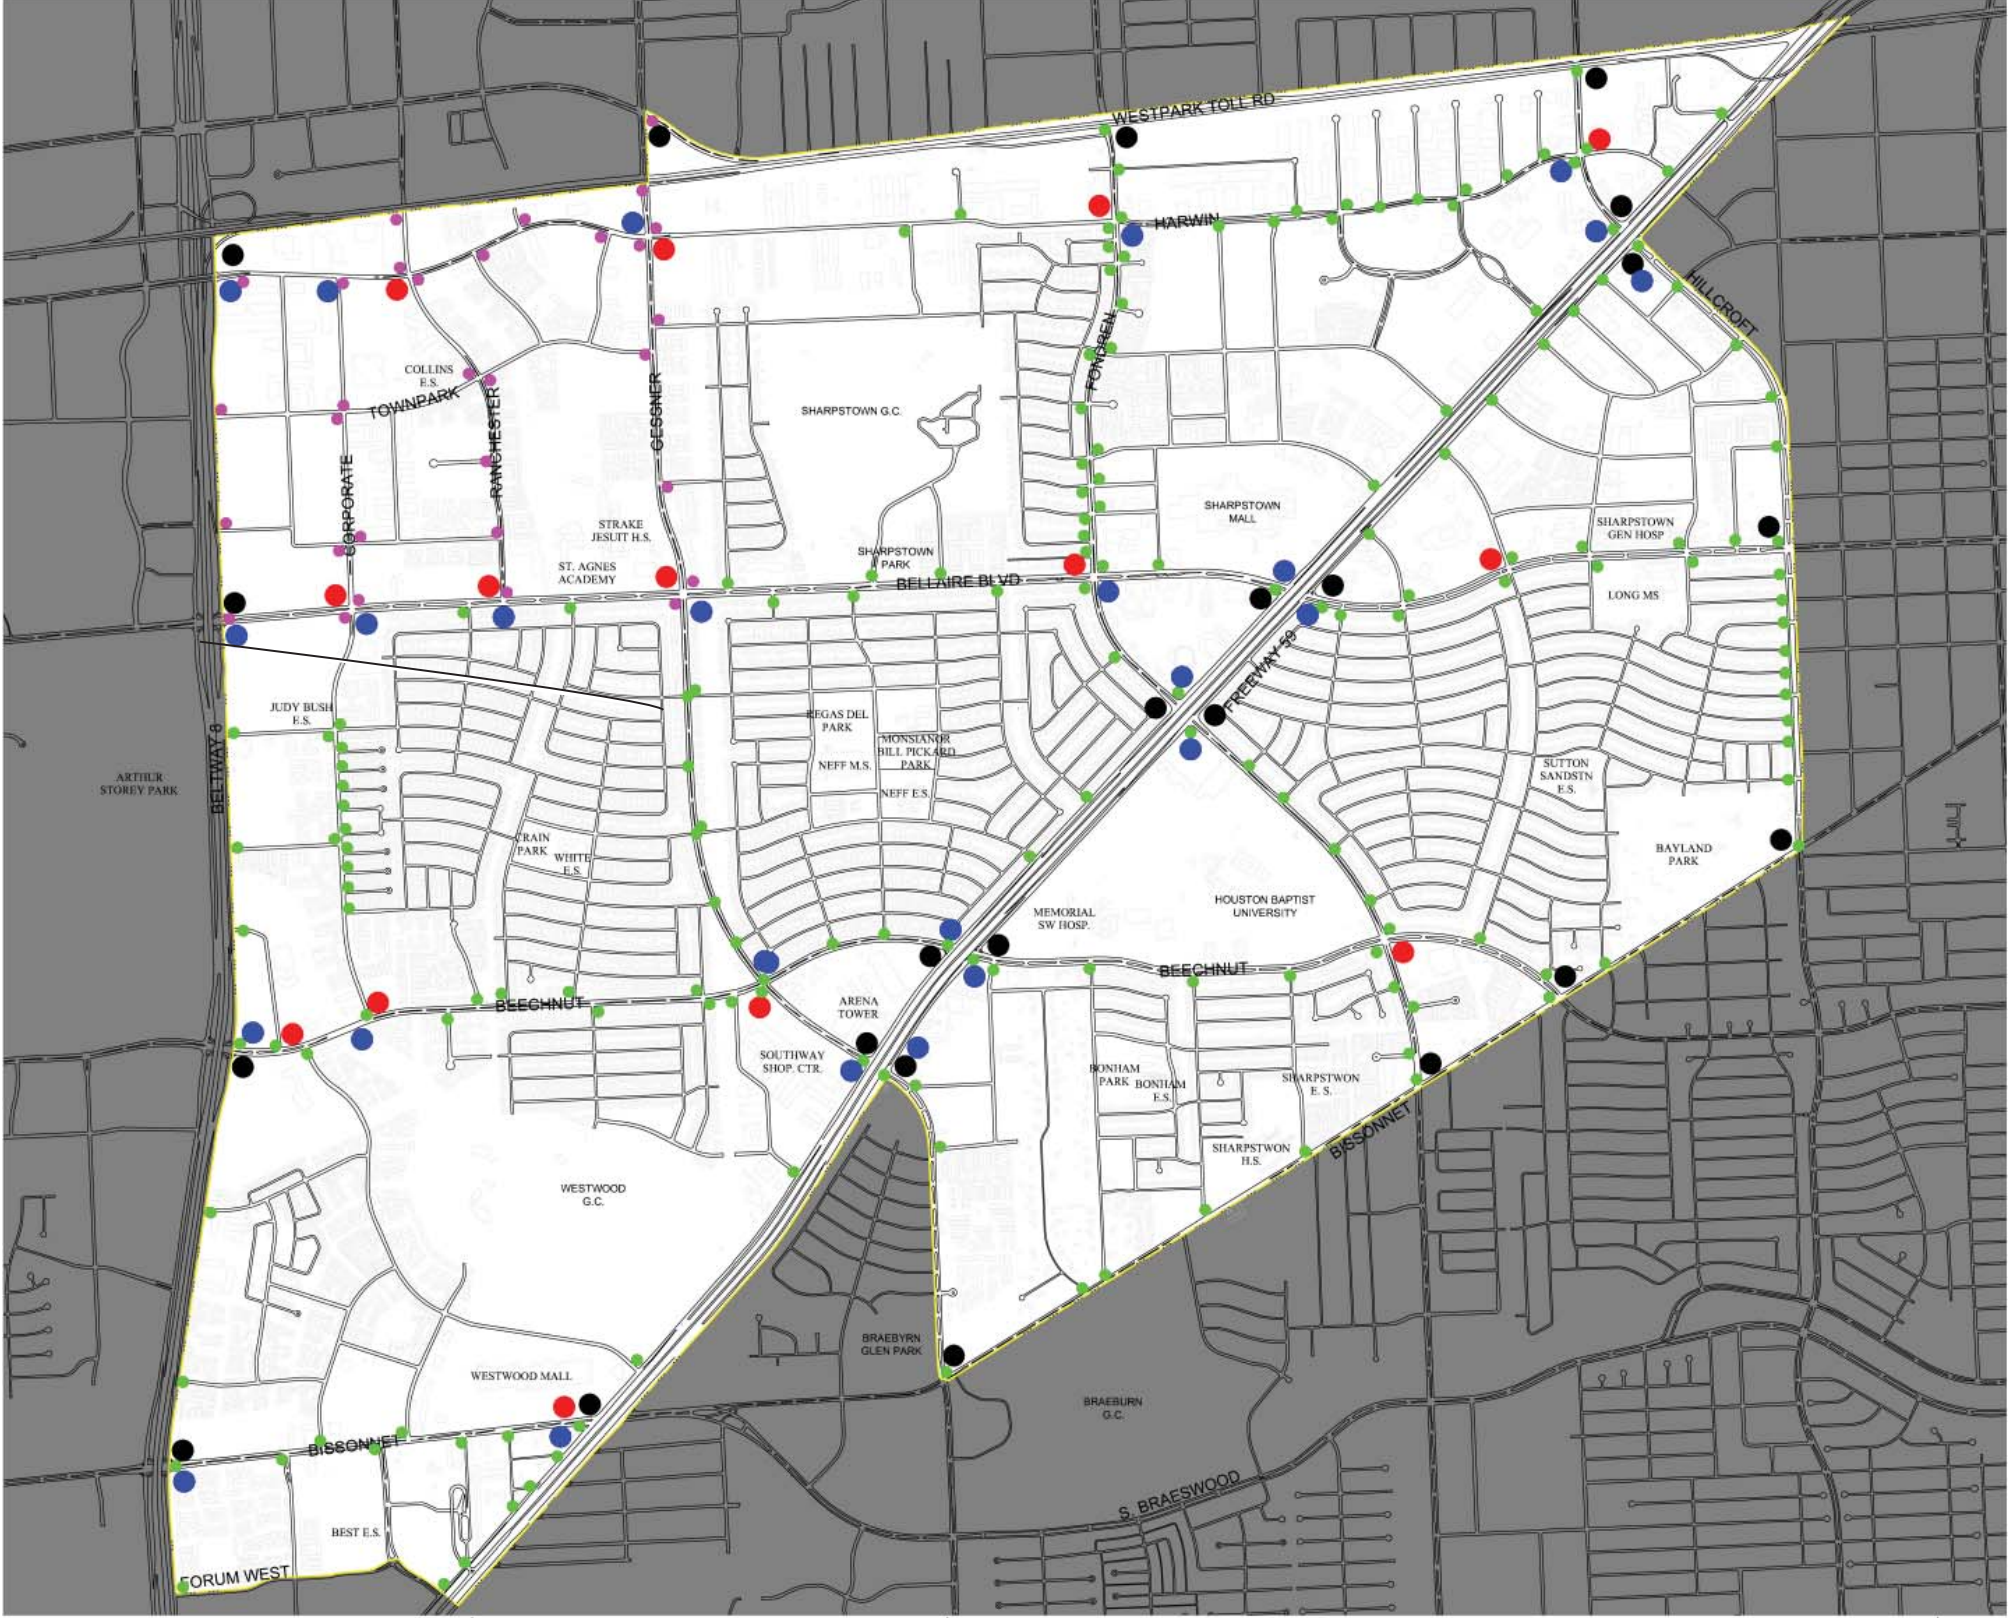 WESTPARK TOLL RD
HARWIN
HILLCROFT
FONDREN
COLLINS
E.S.
TOWNPARK
RANCHESTER
GESSNER
SHARPSTOWN G.C.
CORPORATE
STRAKE
JESUIT H.S.
ST. AGNES
ACADEMY
SHARPSTOWN
PARK
BELLAIRE BLVD
SHARPSTOWN
MALL
SHARPSTOWN
GEN HOSP
LONG MS
FREEWAY 59
JUDY BUSH
E.S.
BELTWAY 8
ARTHUR
STOREY PARK
REGAS DEL
PARK
MONSIANOR
BILL PICKARD
PARK
NEFF M.S.
NEFF E.S.
SUTTON
SANDSTN
E.S.
CRAIN
PARK
WHITE
E.S.
BAYLAND
PARK
MEMORIAL
SW HOSP.
HOUSTON BAPTIST
UNIVERSITY
BEECHNUT
BEECHNUT
ARENA
TOWER
SOUTHWAY
SHOP. CTR.
BONHAM
PARK
BONHAM
E.S.
SHARPSTWON
E. S.
SHARPSTWON
H.S.
BISSONNET
WESTWOOD
G.C.
BRAEBYRN
GLEN PARK
WESTWOOD MALL
BRAEBURN
G.C.
BISSONNET
S. BRAESWOOD
BEST E.S.
FORUM WEST